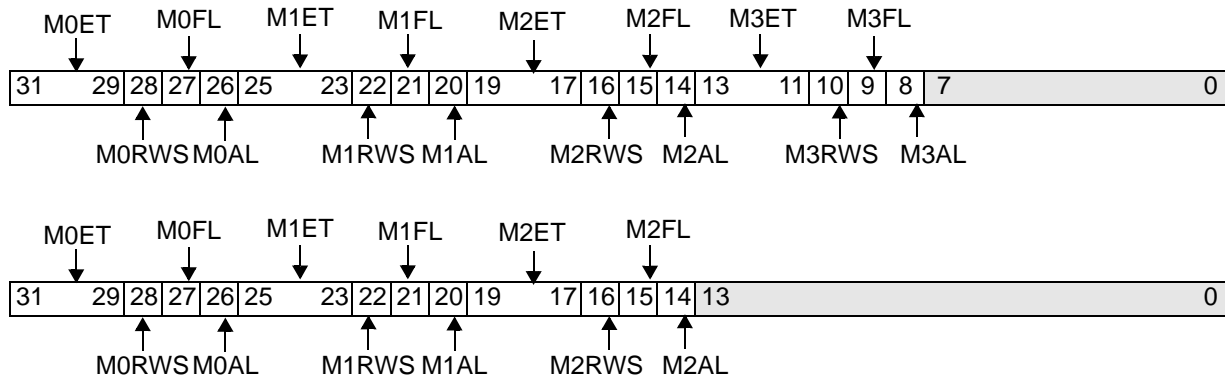 M0ET M0FL M1ET M1FL M2ET M2FL M3ET M3FL
31 29 28 27 26 25 23 22 21 20 19 17 16 15 14 13 11 10 9 8 7 0
M0RWS M0AL M1RWS M1AL M2RWS M2AL M3RWS M3AL
M0ET M0FL M1ET M1FL M2ET M2FL
31 29 28 27 26 25 23 22 21 20 19 17 16 15 14 13 0
M0RWS M0AL M1RWS M1AL M2RWS M2AL